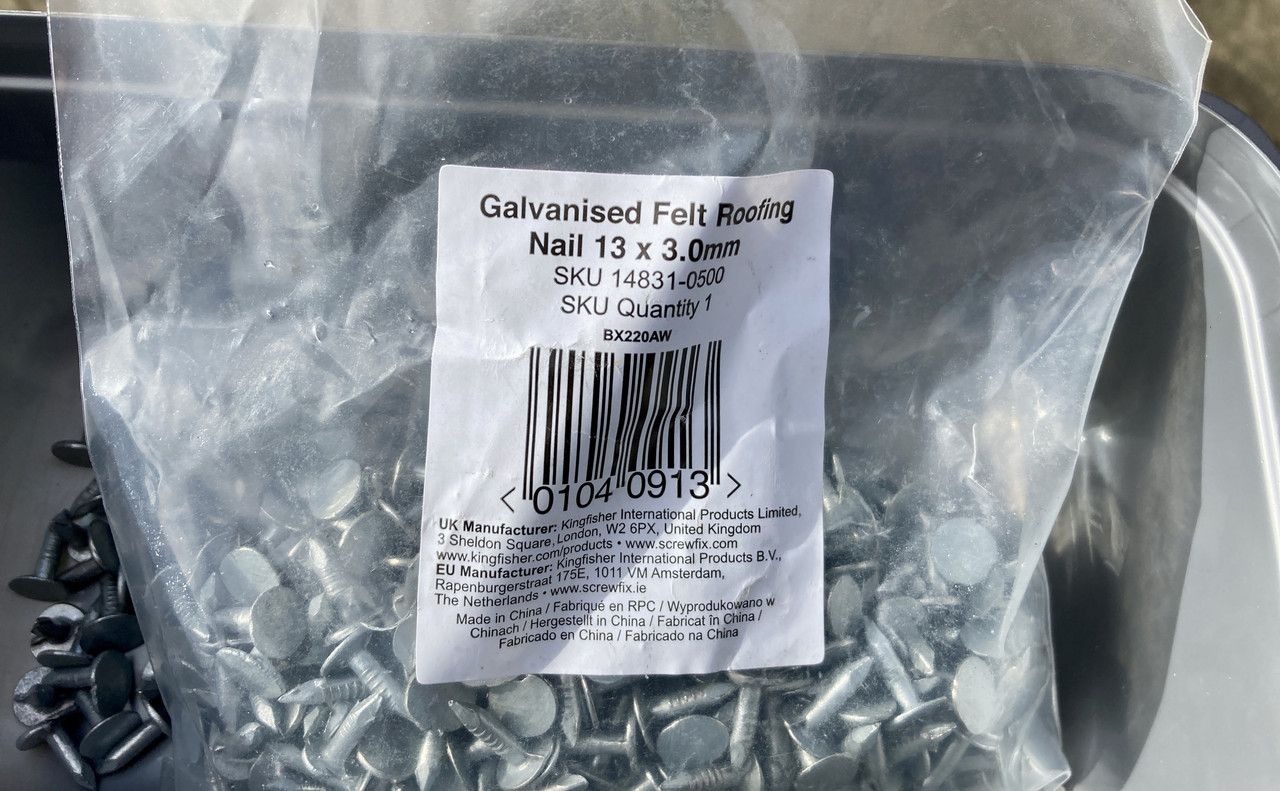 Galvanised Felt Roofing
Nail 13 x 3.0mm
SKU 14831-0500
SKU Quantity 1
BX220AW
< 0104 0913 >
UK Manufacturer: Kingfisher International Products Limited,
3 Sheldon Square, London, W2 6PX, United Kingdom
www.kingfisher.com/products • www.screwfix.com
EU Manufacturer: Kingfisher International Products B.V.,
Rapenburgerstraat 175E, 1011 VM Amsterdam,
The Netherlands • www.screwfix.ie
Made in China / Fabriqué en RPC / Wyprodukowano w
Chinach / Hergestellt in China / Fabricat în China /
Fabricado en China / Fabricado na China